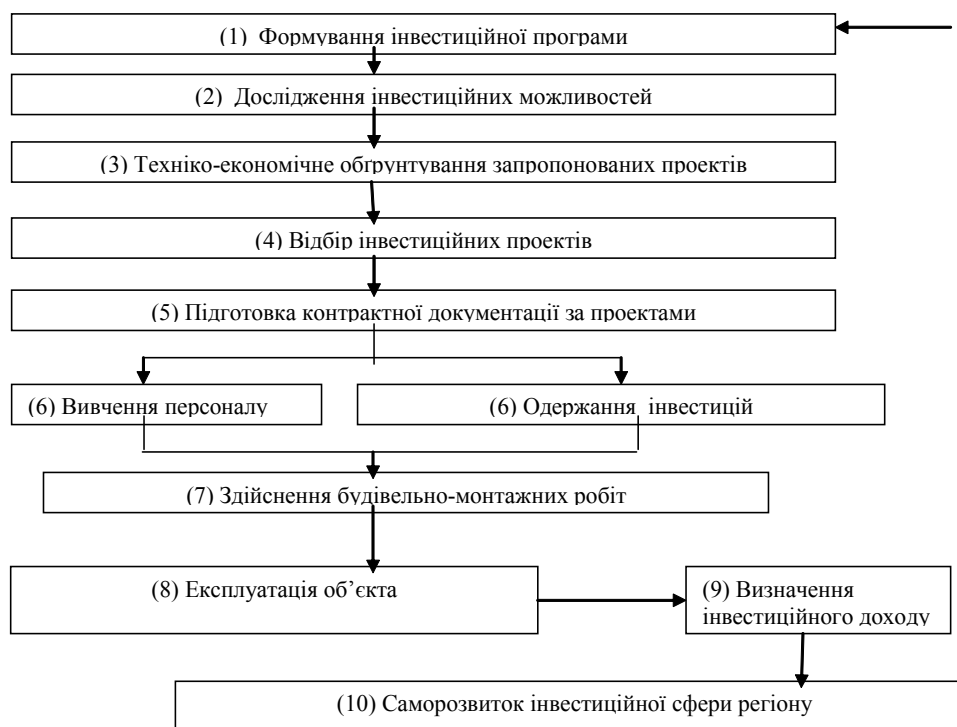 (1) Формування інвестиційної програми
(2) Дослідження інвестиційних можливостей
(3) Техніко-економічне обґрунтування запропонованих проектів
(4) Відбір інвестиційних проектів
(5) Підготовка контрактної документації за проектами
(6) Вивчення персоналу
(6) Одержання інвестицій
(7) Здійснення будівельно-монтажних робіт
(8) Експлуатація об’єкта
(9) Визначення
інвестиційного доходу
(10) Саморозвиток інвестиційної сфери регіону